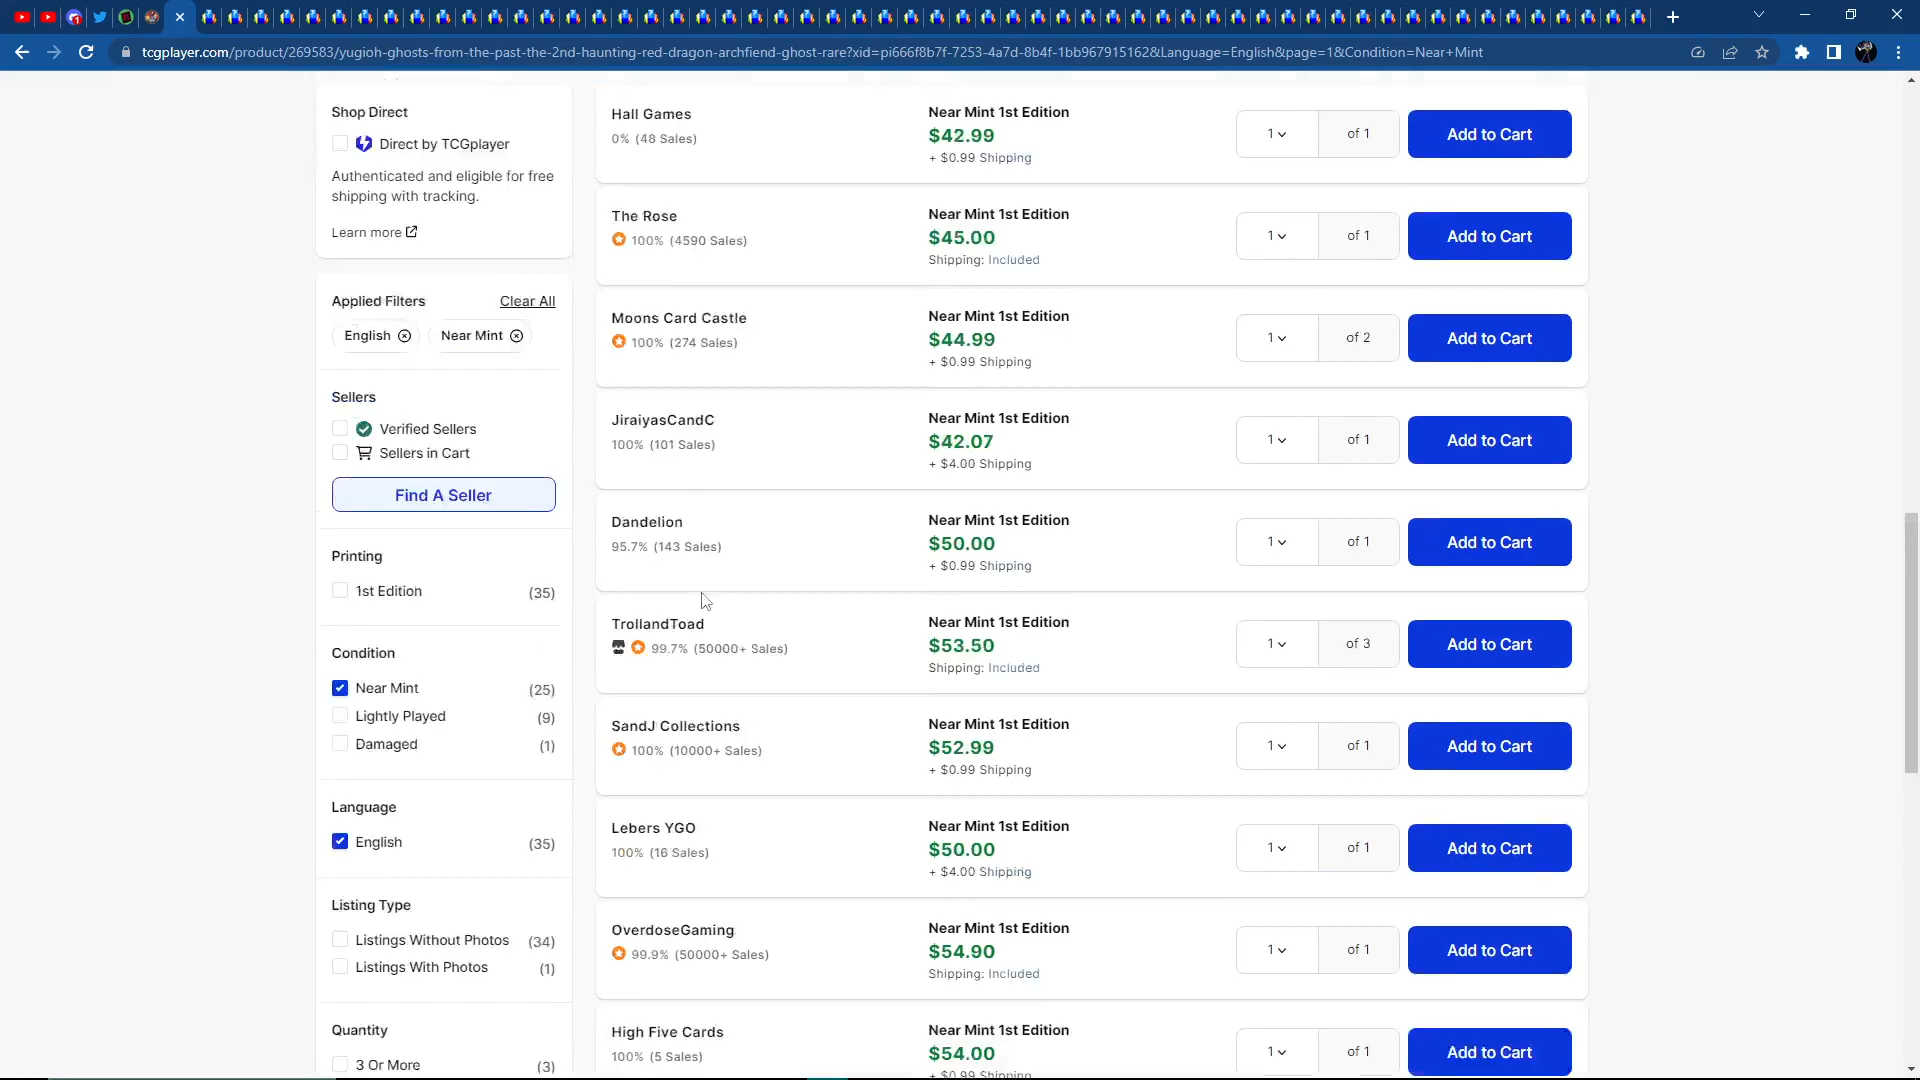 tcgplayer.com/product/269583/yugioh-ghosts-from-the-past-the-2nd-haunting-red-dragon-archfiend-ghost-rare?xid=pi666f8b7f-7253-4a7d-8b4f-1bb967915162&Language=English&page=1&Condition=Near+Mint
Shop Direct
Direct by TCGplayer
Authenticated and eligible for free
shipping with tracking.
Learn more
Applied Filters Clear All
English Near Mint
Sellers
Verified Sellers
Sellers in Cart
Find A Seller
Printing
1st Edition (35)
Condition
Near Mint (25)
Lightly Played (9)
Damaged (1)
Language
English (35)
Listing Type
Listings Without Photos (34)
Listings With Photos (1)
Quantity
3 Or More (3)
Hall Games
0% (48 Sales)
Near Mint 1st Edition
$42.99
+ $0.99 Shipping
1 of 1 Add to Cart
The Rose
100% (4590 Sales)
Near Mint 1st Edition
$45.00
Shipping: Included
1 of 1 Add to Cart
Moons Card Castle
100% (274 Sales)
Near Mint 1st Edition
$44.99
+ $0.99 Shipping
1 of 2 Add to Cart
JiraiyasCandC
100% (101 Sales)
Near Mint 1st Edition
$42.07
+ $4.00 Shipping
1 of 1 Add to Cart
Dandelion
95.7% (143 Sales)
Near Mint 1st Edition
$50.00
+ $0.99 Shipping
1 of 1 Add to Cart
TrollandToad
99.7% (50000+ Sales)
Near Mint 1st Edition
$53.50
Shipping: Included
1 of 3 Add to Cart
SandJ Collections
100% (10000+ Sales)
Near Mint 1st Edition
$52.99
+ $0.99 Shipping
1 of 1 Add to Cart
Lebers YGO
100% (16 Sales)
Near Mint 1st Edition
$50.00
+ $4.00 Shipping
1 of 1 Add to Cart
OverdoseGaming
99.9% (50000+ Sales)
Near Mint 1st Edition
$54.90
Shipping: Included
1 of 1 Add to Cart
High Five Cards
100% (5 Sales)
Near Mint 1st Edition
$54.00
+ $0.99 Shipping
1 of 1 Add to Cart